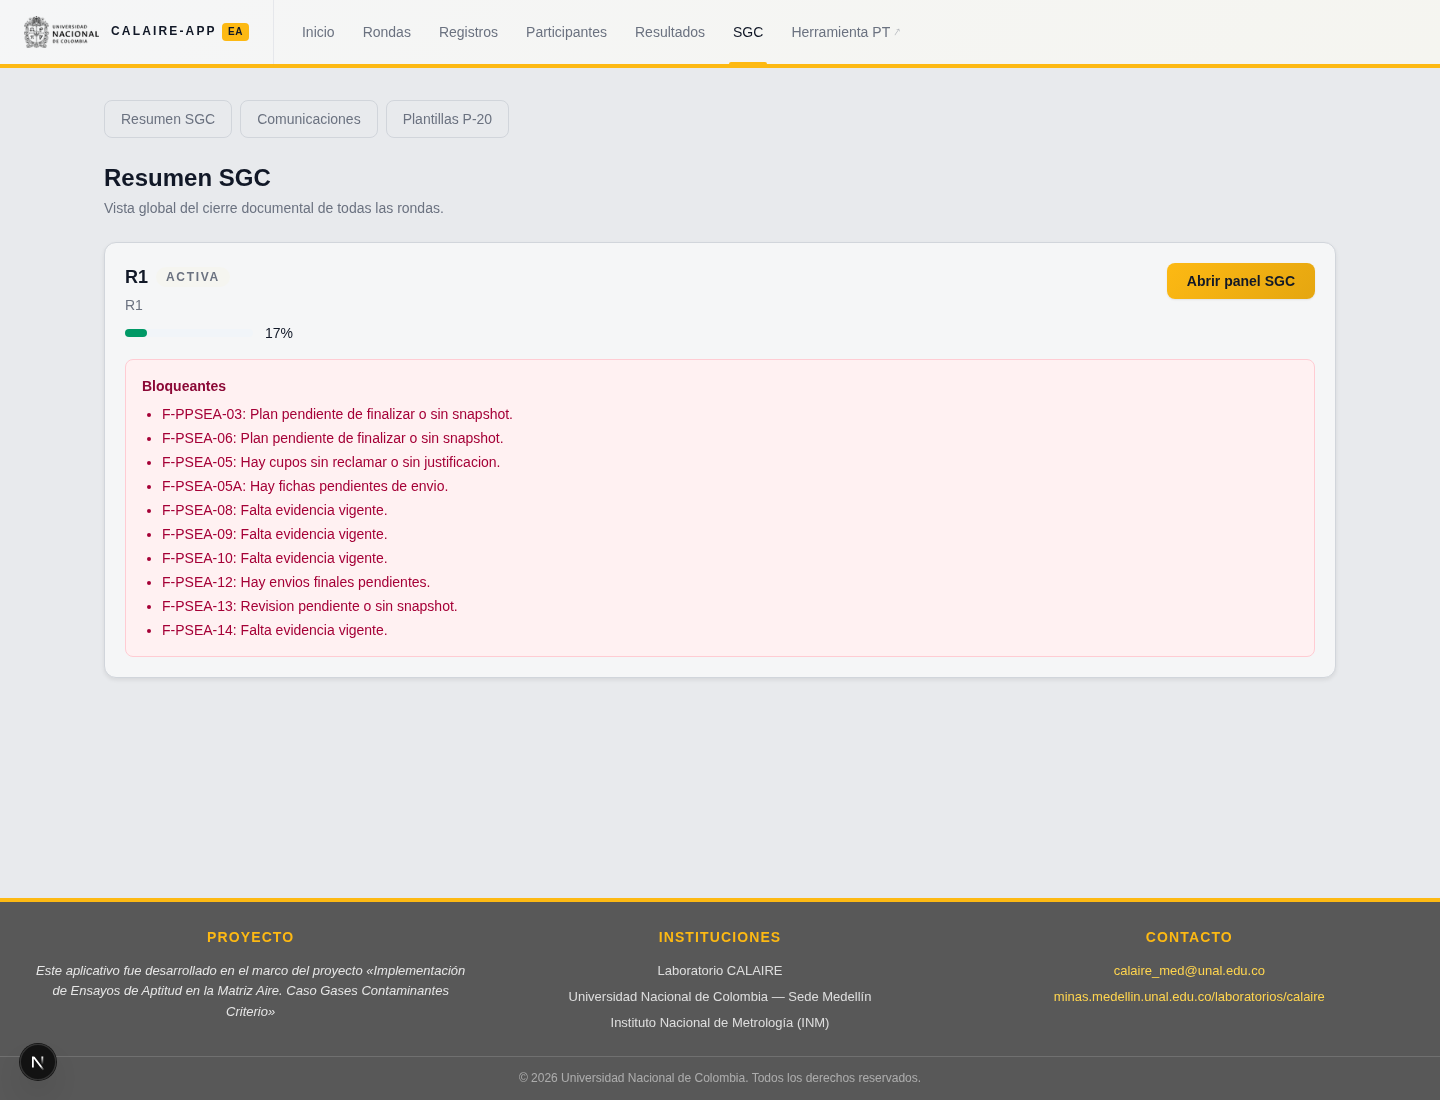 UNIVERSIDAD
NACIONAL
DE COLOMBIA
CALAIRE-APP EA
Inicio Rondas Registros Participantes Resultados SGC Herramienta PT ↗
Resumen SGC Comunicaciones Plantillas P-20
Resumen SGC
Vista global del cierre documental de todas las rondas.
R1 ACTIVA
Abrir panel SGC
R1
17%
Bloqueantes
• F-PPSEA-03: Plan pendiente de finalizar o sin snapshot.
• F-PSEA-06: Plan pendiente de finalizar o sin snapshot.
• F-PSEA-05: Hay cupos sin reclamar o sin justificacion.
• F-PSEA-05A: Hay fichas pendientes de envio.
• F-PSEA-08: Falta evidencia vigente.
• F-PSEA-09: Falta evidencia vigente.
• F-PSEA-10: Falta evidencia vigente.
• F-PSEA-12: Hay envios finales pendientes.
• F-PSEA-13: Revision pendiente o sin snapshot.
• F-PSEA-14: Falta evidencia vigente.
PROYECTO
Este aplicativo fue desarrollado en el marco del proyecto «Implementación
de Ensayos de Aptitud en la Matriz Aire. Caso Gases Contaminantes
Criterio»
INSTITUCIONES
Laboratorio CALAIRE
Universidad Nacional de Colombia — Sede Medellín
Instituto Nacional de Metrología (INM)
CONTACTO
calaire_med@unal.edu.co
minas.medellin.unal.edu.co/laboratorios/calaire
N
© 2026 Universidad Nacional de Colombia. Todos los derechos reservados.